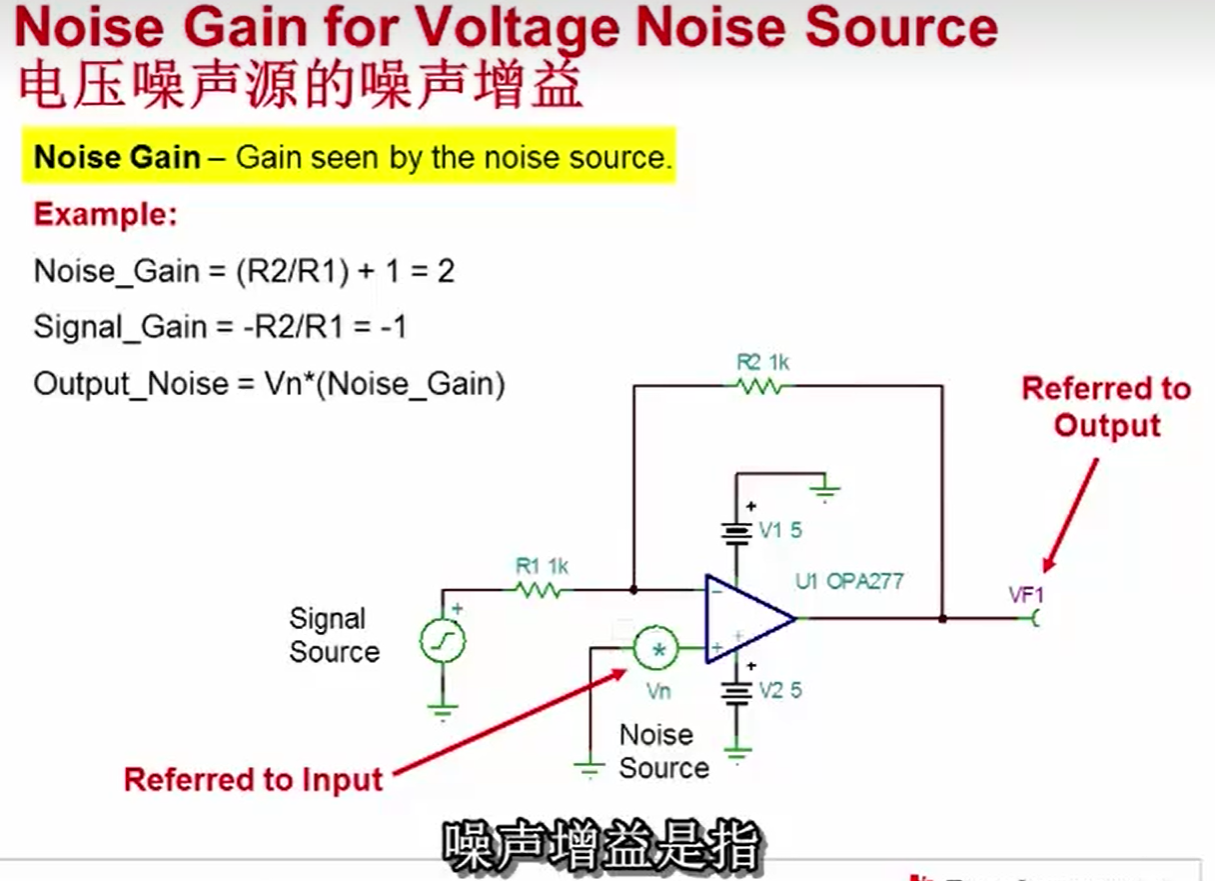 Noise Gain for Voltage Noise Source
电压噪声源的噪声增益
Noise Gain – Gain seen by the noise source.
Example:
Noise_Gain = (R2/R1) + 1 = 2
Signal_Gain = -R2/R1 = -1
Output_Noise = Vn*(Noise_Gain)
R2 1k
Referred to
Output
+
V1 5
R1 1k
U1 OPA277
VF1
Signal
Source
+
-
+
+
*
Vn
+
V2 5
Noise
Source
Referred to Input
噪声增益是指